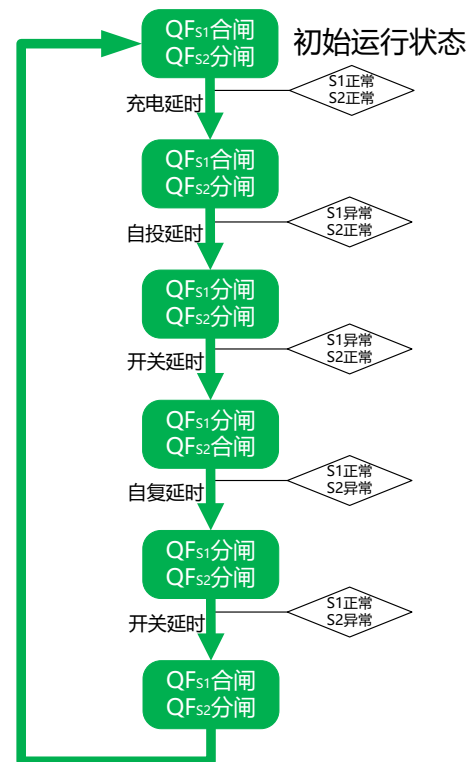 QFS1合闸
QFS2分闸
初始运行状态
S1正常
S2正常
充电延时
QFS1合闸
QFS2分闸
S1异常
S2正常
自投延时
QFS1分闸
QFS2分闸
S1异常
S2正常
开关延时
QFS1分闸
QFS2合闸
S1正常
S2异常
自复延时
QFS1分闸
QFS2分闸
S1正常
S2异常
开关延时
QFS1合闸
QFS2分闸